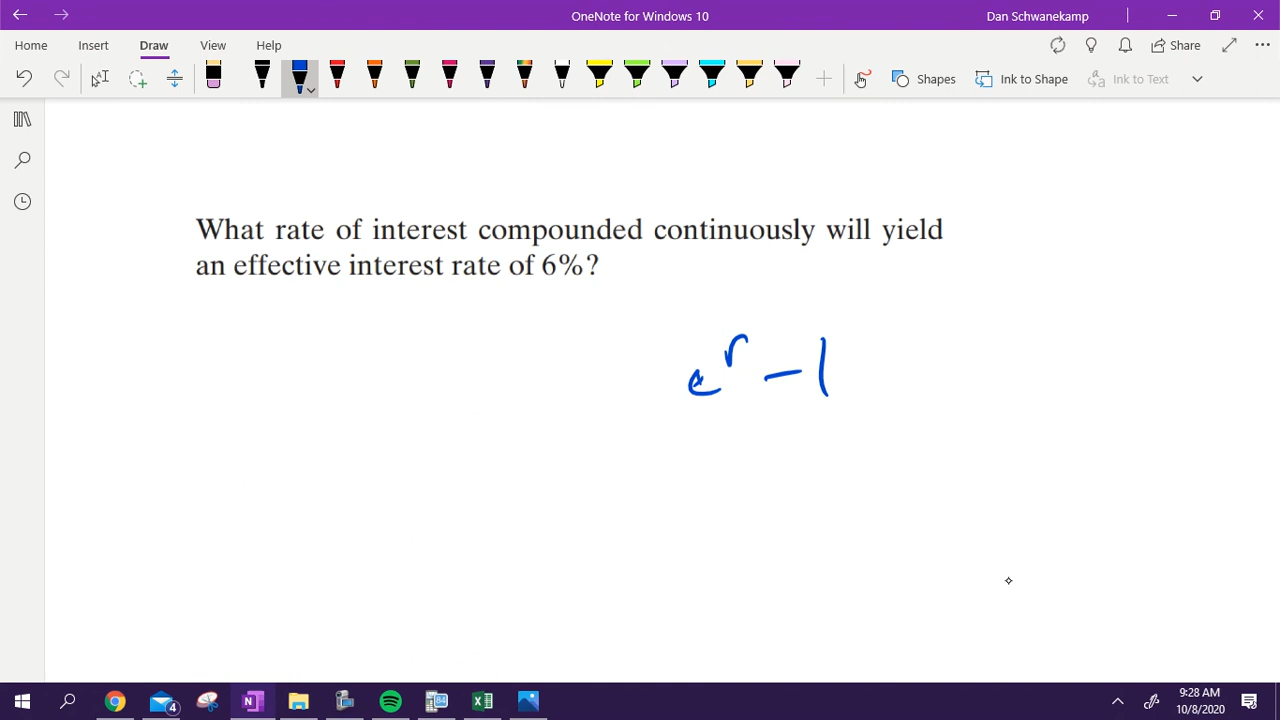 OneNote for Windows 10
Dan Schwanekamp
Home Insert Draw View Help
Share
Shapes Ink to Shape Ink to Text
What rate of interest compounded continuously will yield
an effective interest rate of 6%?
e^r - 1
4
9:28 AM
10/8/2020